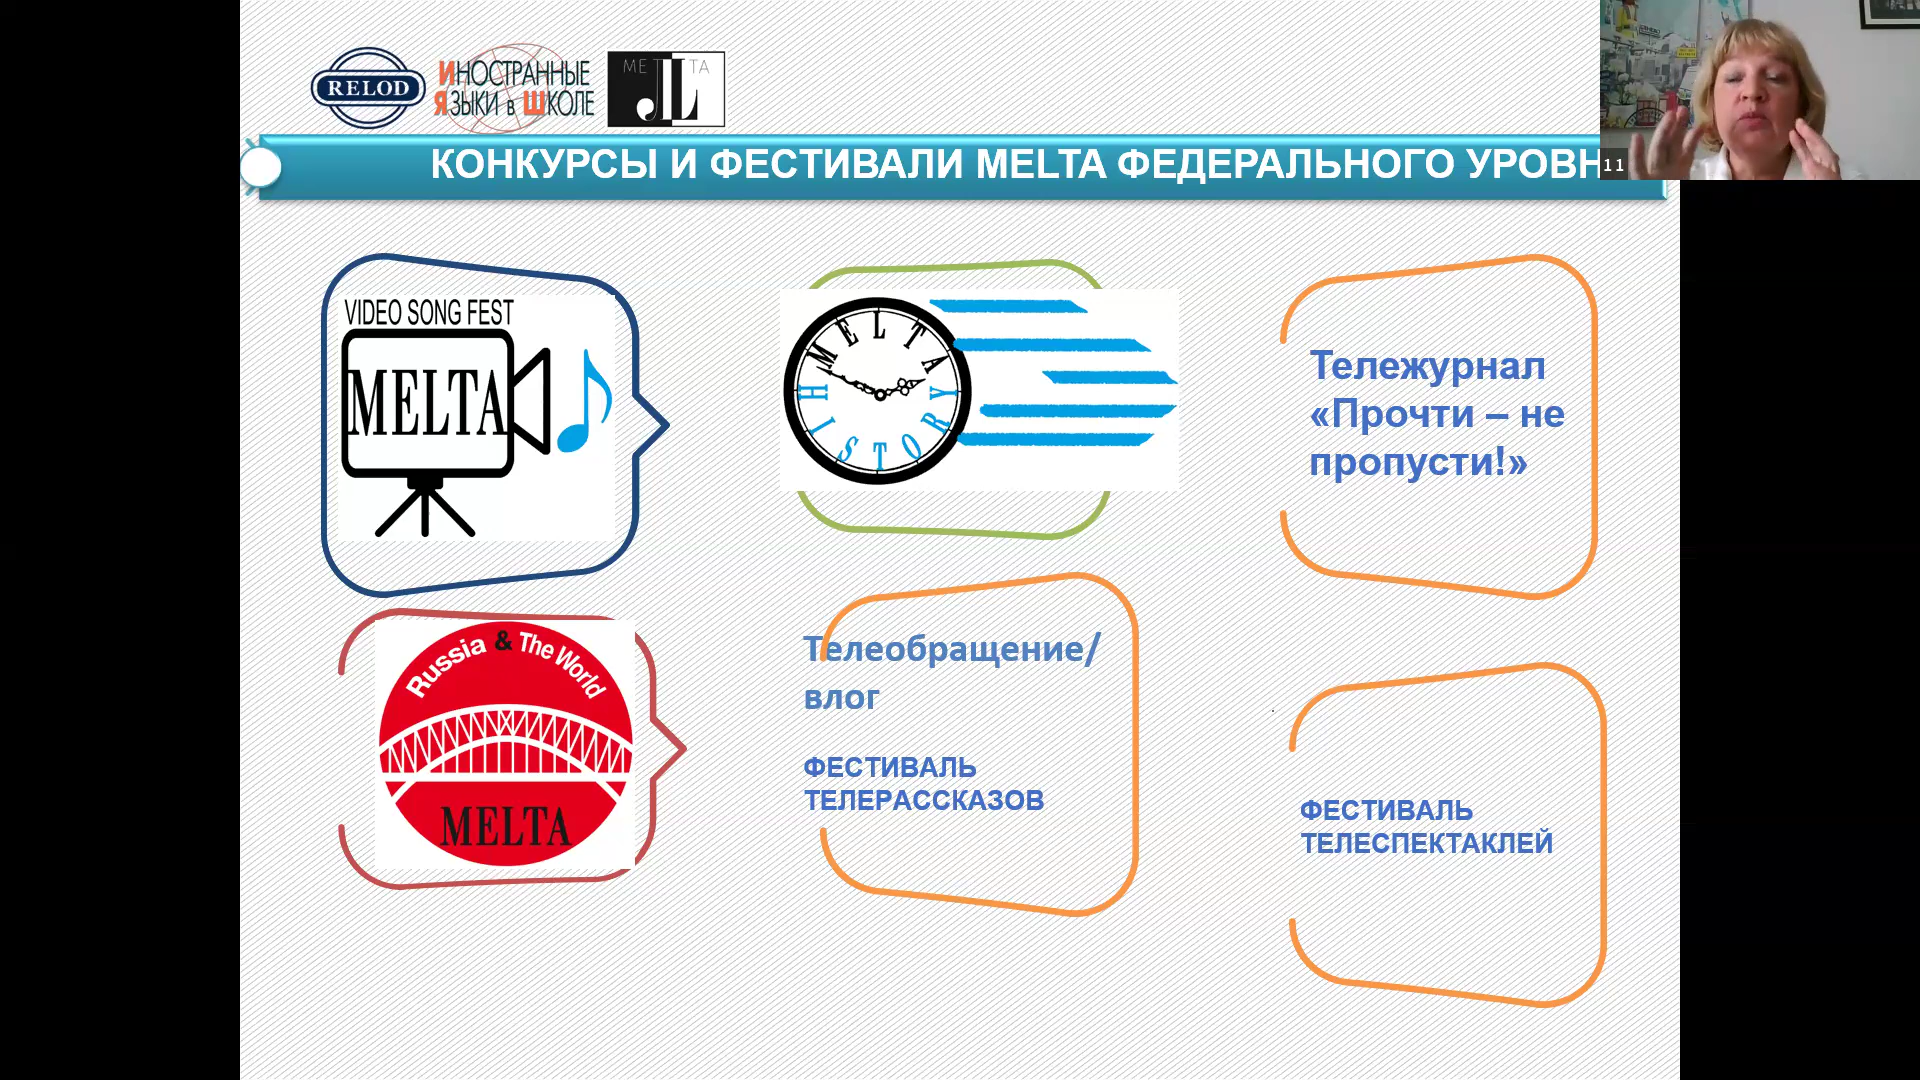 RELOD
ИНОСТРАННЫЕ
ЯЗЫКИ в ШКОЛЕ
ME TA
JL
КОНКУРСЫ И ФЕСТИВАЛИ MELTA ФЕДЕРАЛЬНОГО УРОВН
11
VIDEO SONG FEST
MELTA
MELTA
HISTORY
Тележурнал
«Прочти – не
пропусти!»
Russia & The World
MELTA
Телеобращение/
влог
ФЕСТИВАЛЬ
ТЕЛЕРАССКАЗОВ
ФЕСТИВАЛЬ
ТЕЛЕСПЕКТАКЛЕЙ